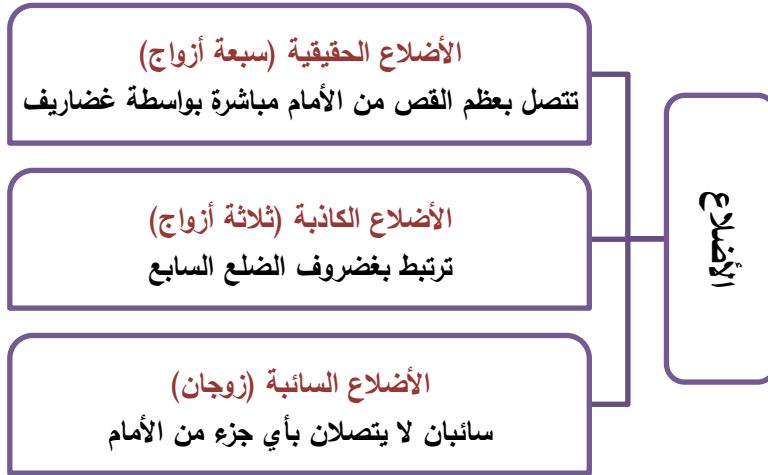 الأضلاع
الأضلاع الحقيقية (سبعة أزواج)
تتصل بعظم القص من الأمام مباشرة بواسطة غضاريف
الأضلاع الكاذبة (ثلاثة أزواج)
ترتبط بغضروف الضلع السابع
الأضلاع السائبة (زوجان)
سائبان لا يتصلان بأي جزء من الأمام